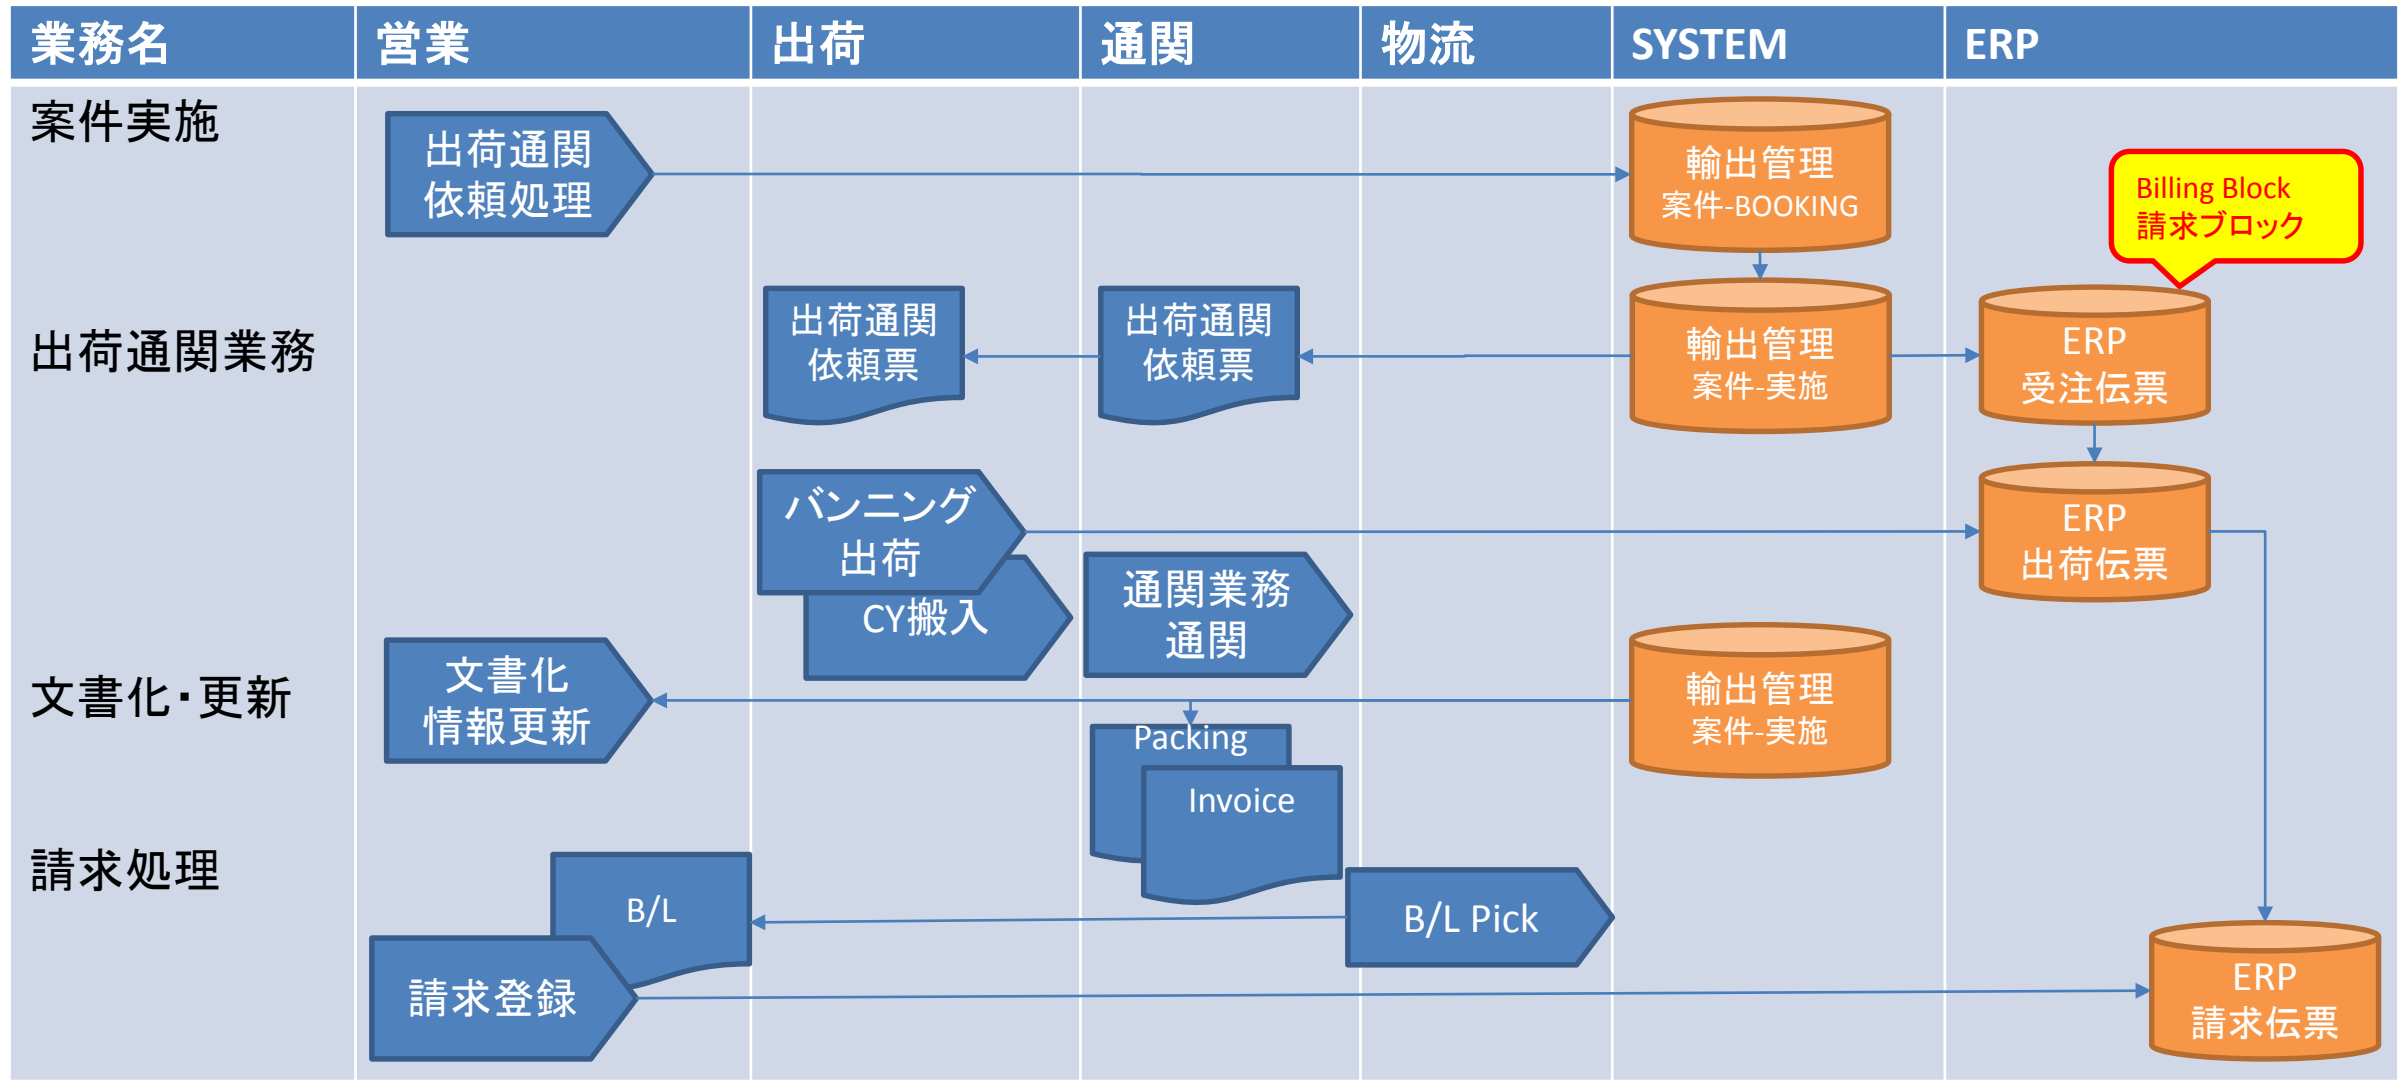 業務名
営業
出荷
通関
物流
SYSTEM
ERP
案件実施
出荷通関
依頼処理
輸出管理
案件-BOOKING
Billing Block
請求ブロック
出荷通関業務
出荷通関
依頼票
出荷通関
依頼票
輸出管理
案件-実施
ERP
受注伝票
バンニング
出荷
CY搬入
通関業務
通関
ERP
出荷伝票
文書化・更新
文書化
情報更新
Packing
Invoice
輸出管理
案件-実施
請求処理
B/L
B/L Pick
請求登録
ERP
請求伝票